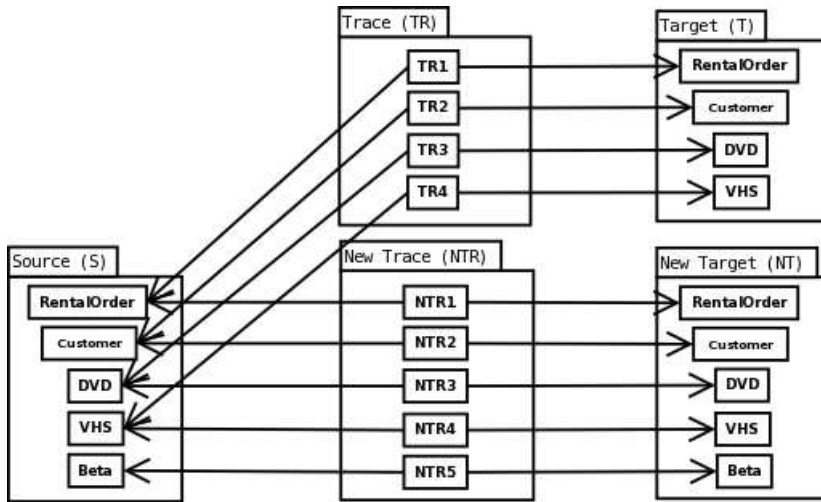 Trace (TR)
TR1
TR2
TR3
TR4
Target (T)
RentalOrder
Customer
DVD
VHS
Source (S)
RentalOrder
Customer
DVD
VHS
Beta
New Trace (NTR)
NTR1
NTR2
NTR3
NTR4
NTR5
New Target (NT)
RentalOrder
Customer
DVD
VHS
Beta